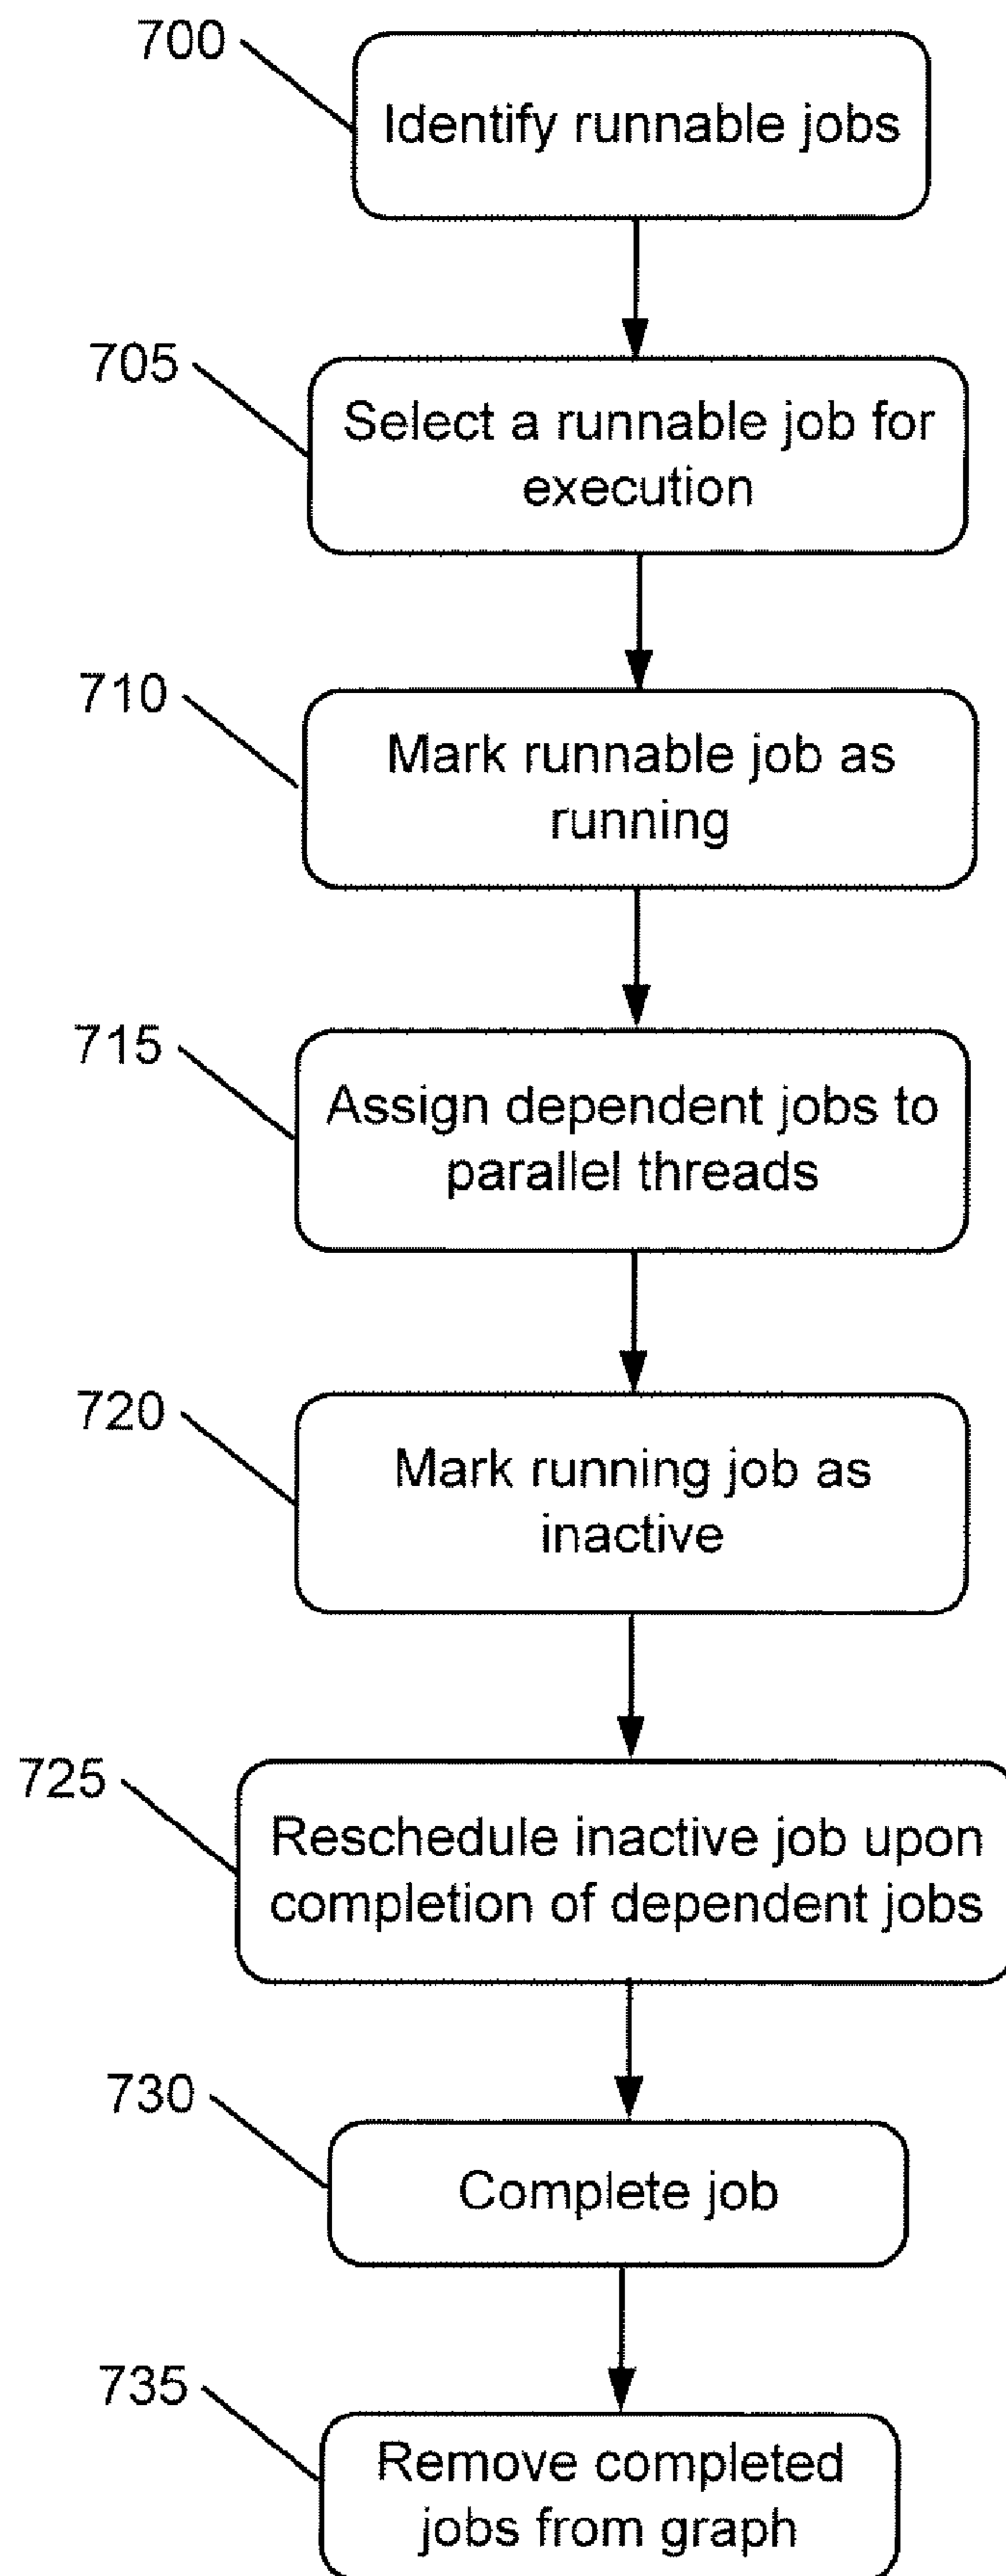 700
Identify runnable jobs
705
Select a runnable job for
execution
710
Mark runnable job as
running
715
Assign dependent jobs to
parallel threads
720
Mark running job as
inactive
725
Reschedule inactive job upon
completion of dependent jobs
730
Complete job
735
Remove completed
jobs from graph